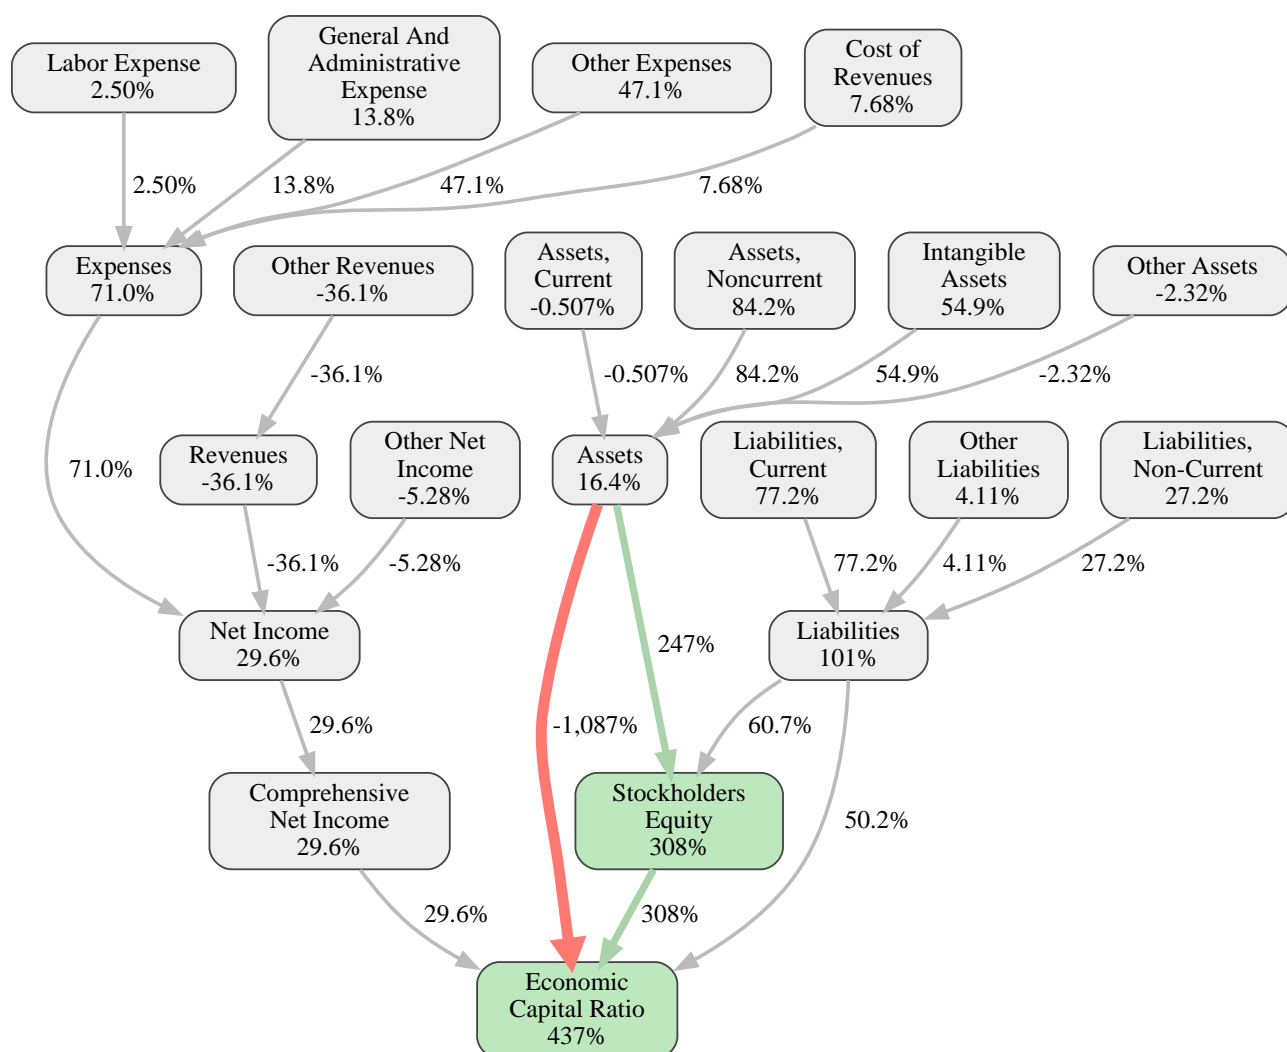 Labor Expense
2.50%
General And
Administrative
Expense
13.8%
Other Expenses
47.1%
Cost of
Revenues
7.68%
2.50%
13.8%
47.1%
7.68%
Expenses
71.0%
Other Revenues
-36.1%
Assets,
Current
-0.507%
Assets,
Noncurrent
84.2%
Intangible
Assets
54.9%
Other Assets
-2.32%
-36.1%
-0.507%
84.2%
54.9%
-2.32%
71.0%
Revenues
-36.1%
Other Net
Income
-5.28%
Assets
16.4%
Liabilities,
Current
77.2%
Other
Liabilities
4.11%
Liabilities,
Non-Current
27.2%
-36.1%
-5.28%
77.2%
4.11%
27.2%
Net Income
29.6%
Liabilities
101%
247%
29.6%
-1,087%
60.7%
Comprehensive
Net Income
29.6%
Stockholders
Equity
308%
50.2%
29.6%
308%
Economic
Capital Ratio
437%